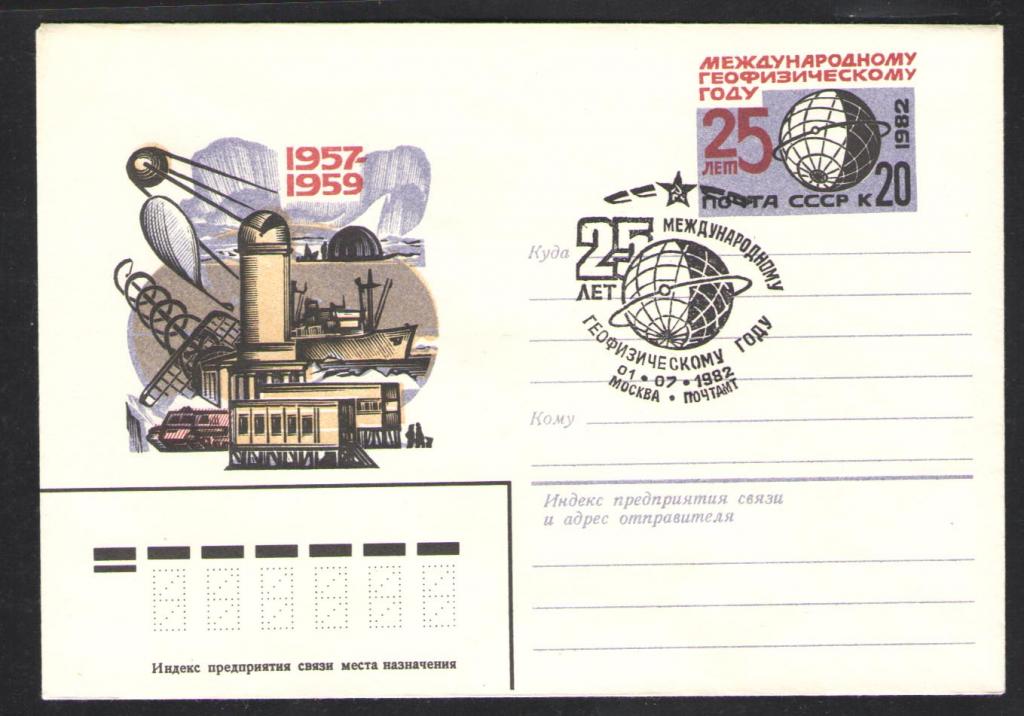 МЕЖДУНАРОДНОМУ
ГЕОФИЗИЧЕСКОМУ
ГОДУ
25
ЛЕТ
1982
ПОЧТА СССР К 20
1957-
1959
25
ЛЕТ
МЕЖДУНАРОДНОМУ
ГЕОФИЗИЧЕСКОМУ ГОДУ
01 • 07 • 1982
МОСКВА • ПОЧТАМТ
Куда
Кому
Индекс предприятия связи
и адрес отправителя
Индекс предприятия связи места назначения